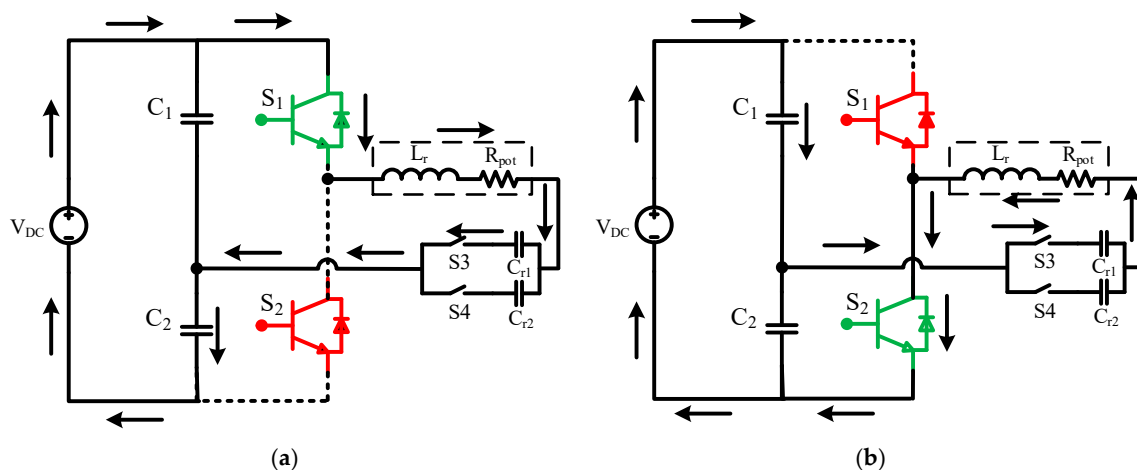 C1
S1
Lr
Rpot
VDC
S3
Cr1
S2
S4
Cr2
C2
(a)
C1
S1
Lr
Rpot
VDC
S3
Cr1
S2
S4
Cr2
C2
(b)